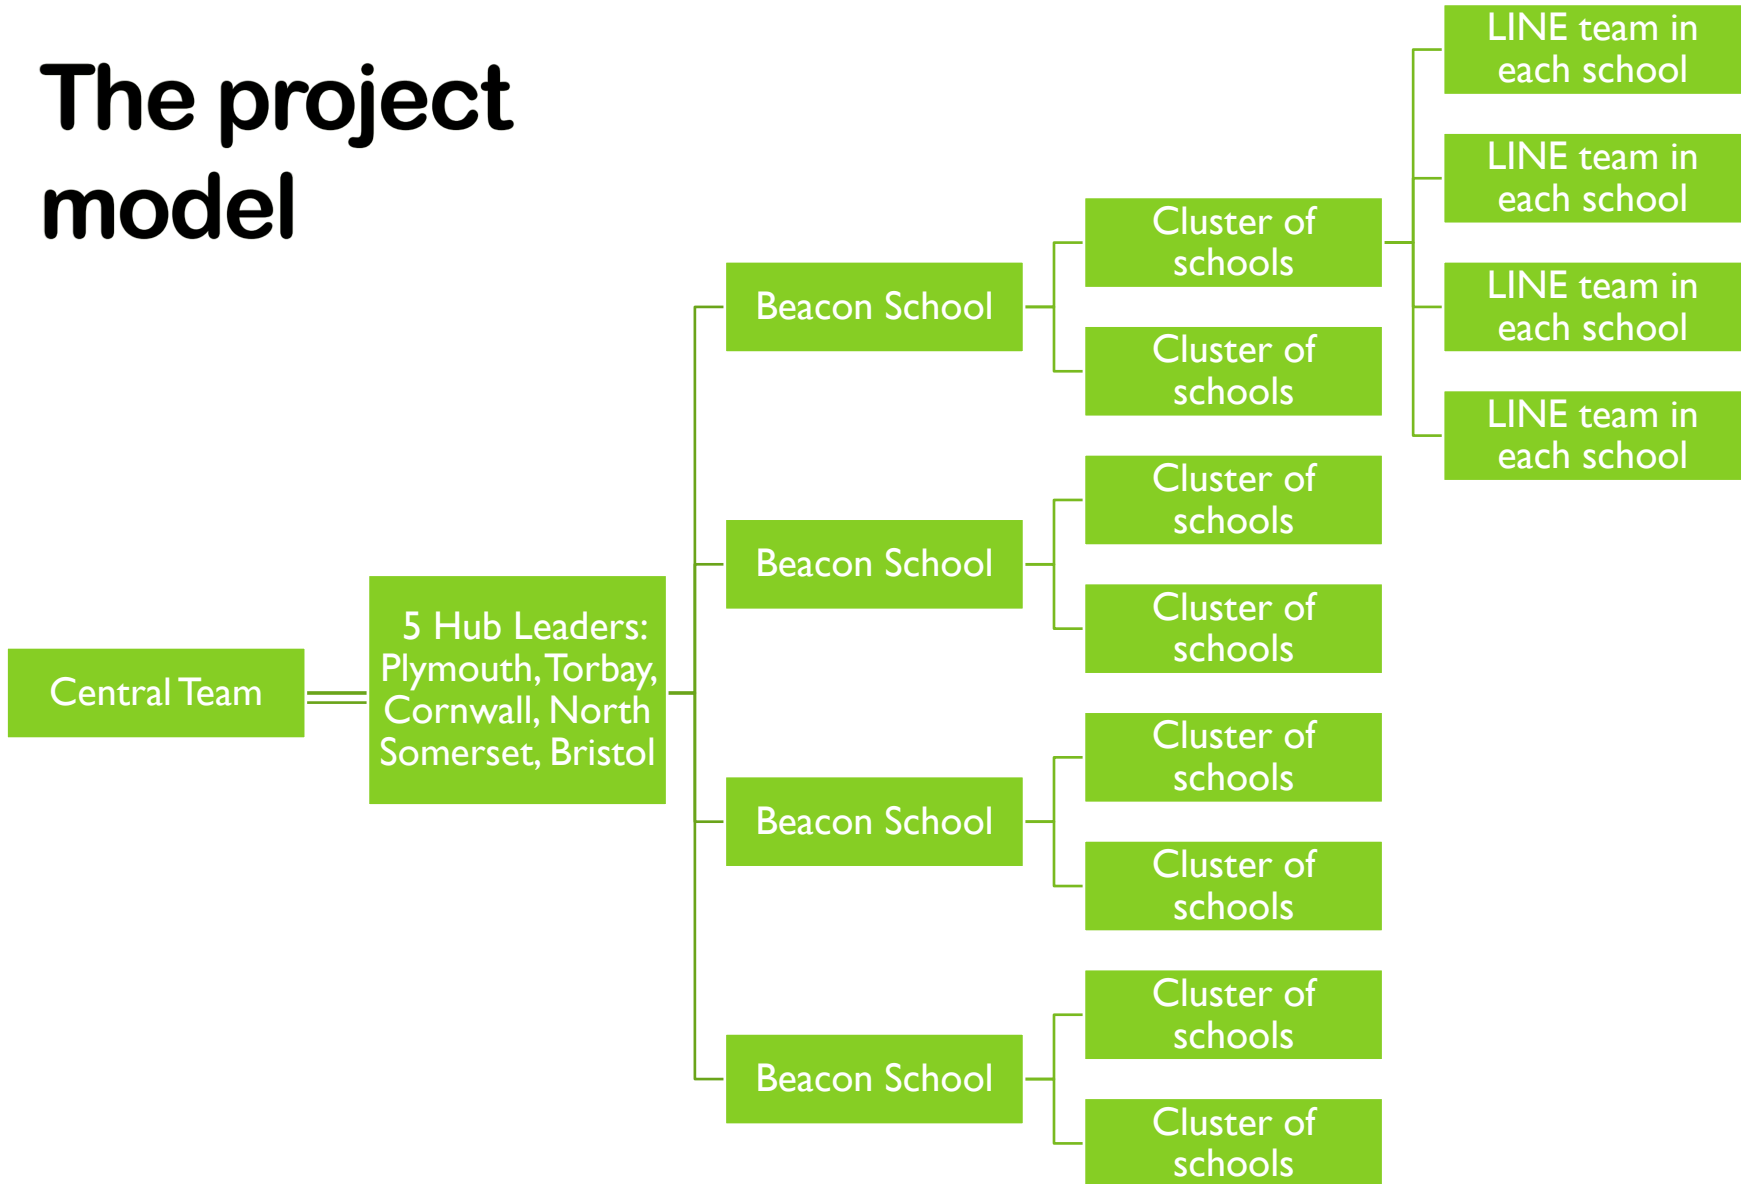 The project
model
Central Team
5 Hub Leaders:
Plymouth, Torbay,
Cornwall, North
Somerset, Bristol
Beacon School
Cluster of
schools
LINE team in
each school
LINE team in
each school
LINE team in
each school
LINE team in
each school
Cluster of
schools
Beacon School
Cluster of
schools
Cluster of
schools
Beacon School
Cluster of
schools
Cluster of
schools
Beacon School
Cluster of
schools
Cluster of
schools